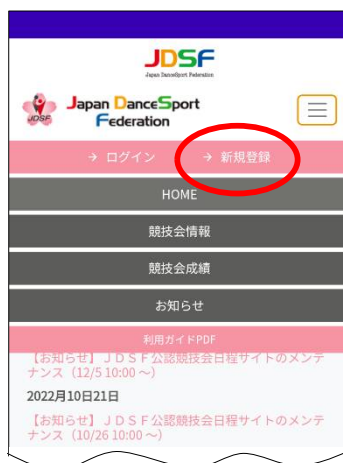 JDSF
Japan DanceSport Federation
JDSF
Japan DanceSport
Federation
→ ログイン → 新規登録
HOME
競技会情報
競技会成績
お知らせ
利用ガイドPDF
【お知らせ】ＪＤＳＦ公認競技会日程サイトのメンテ
ナンス（12/5 10:00 ～）
2022月10日21日
【お知らせ】ＪＤＳＦ公認競技会日程サイトのメンテ
ナンス（10/26 10:00 ～）